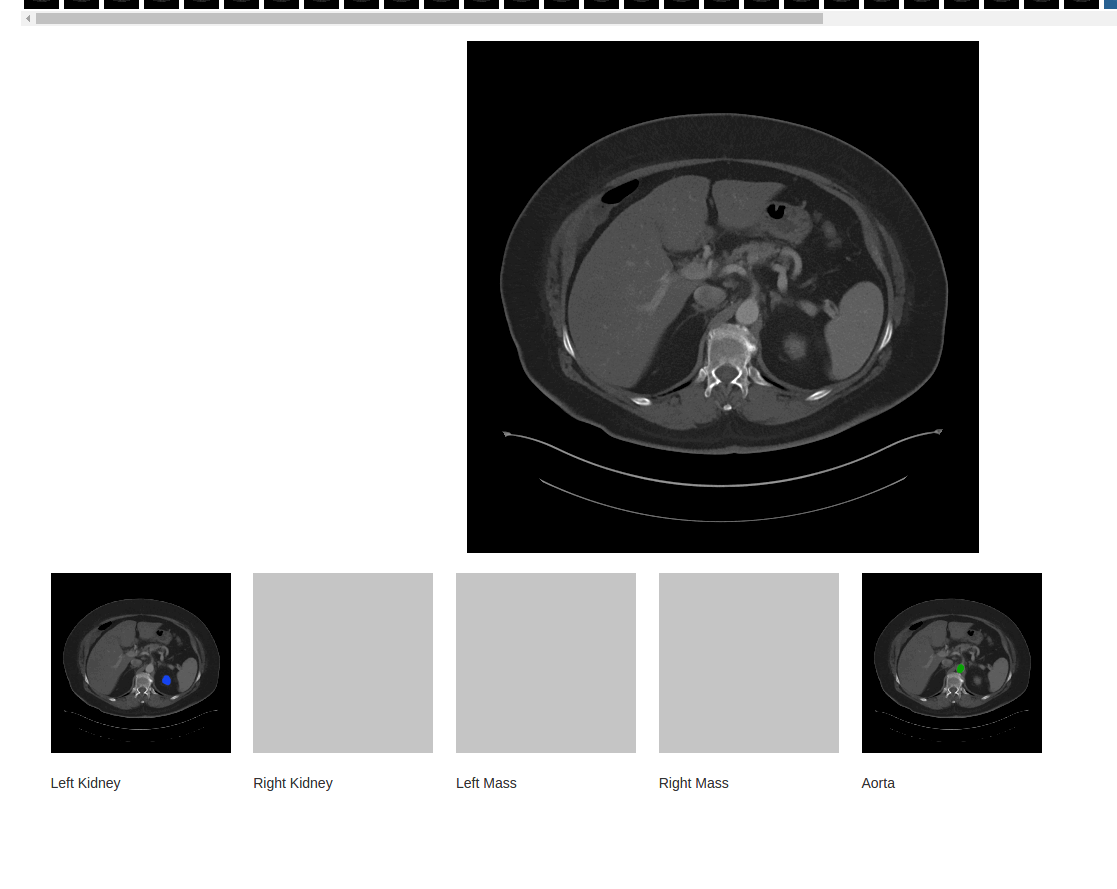 Left Kidney
Right Kidney
Left Mass
Right Mass
Aorta